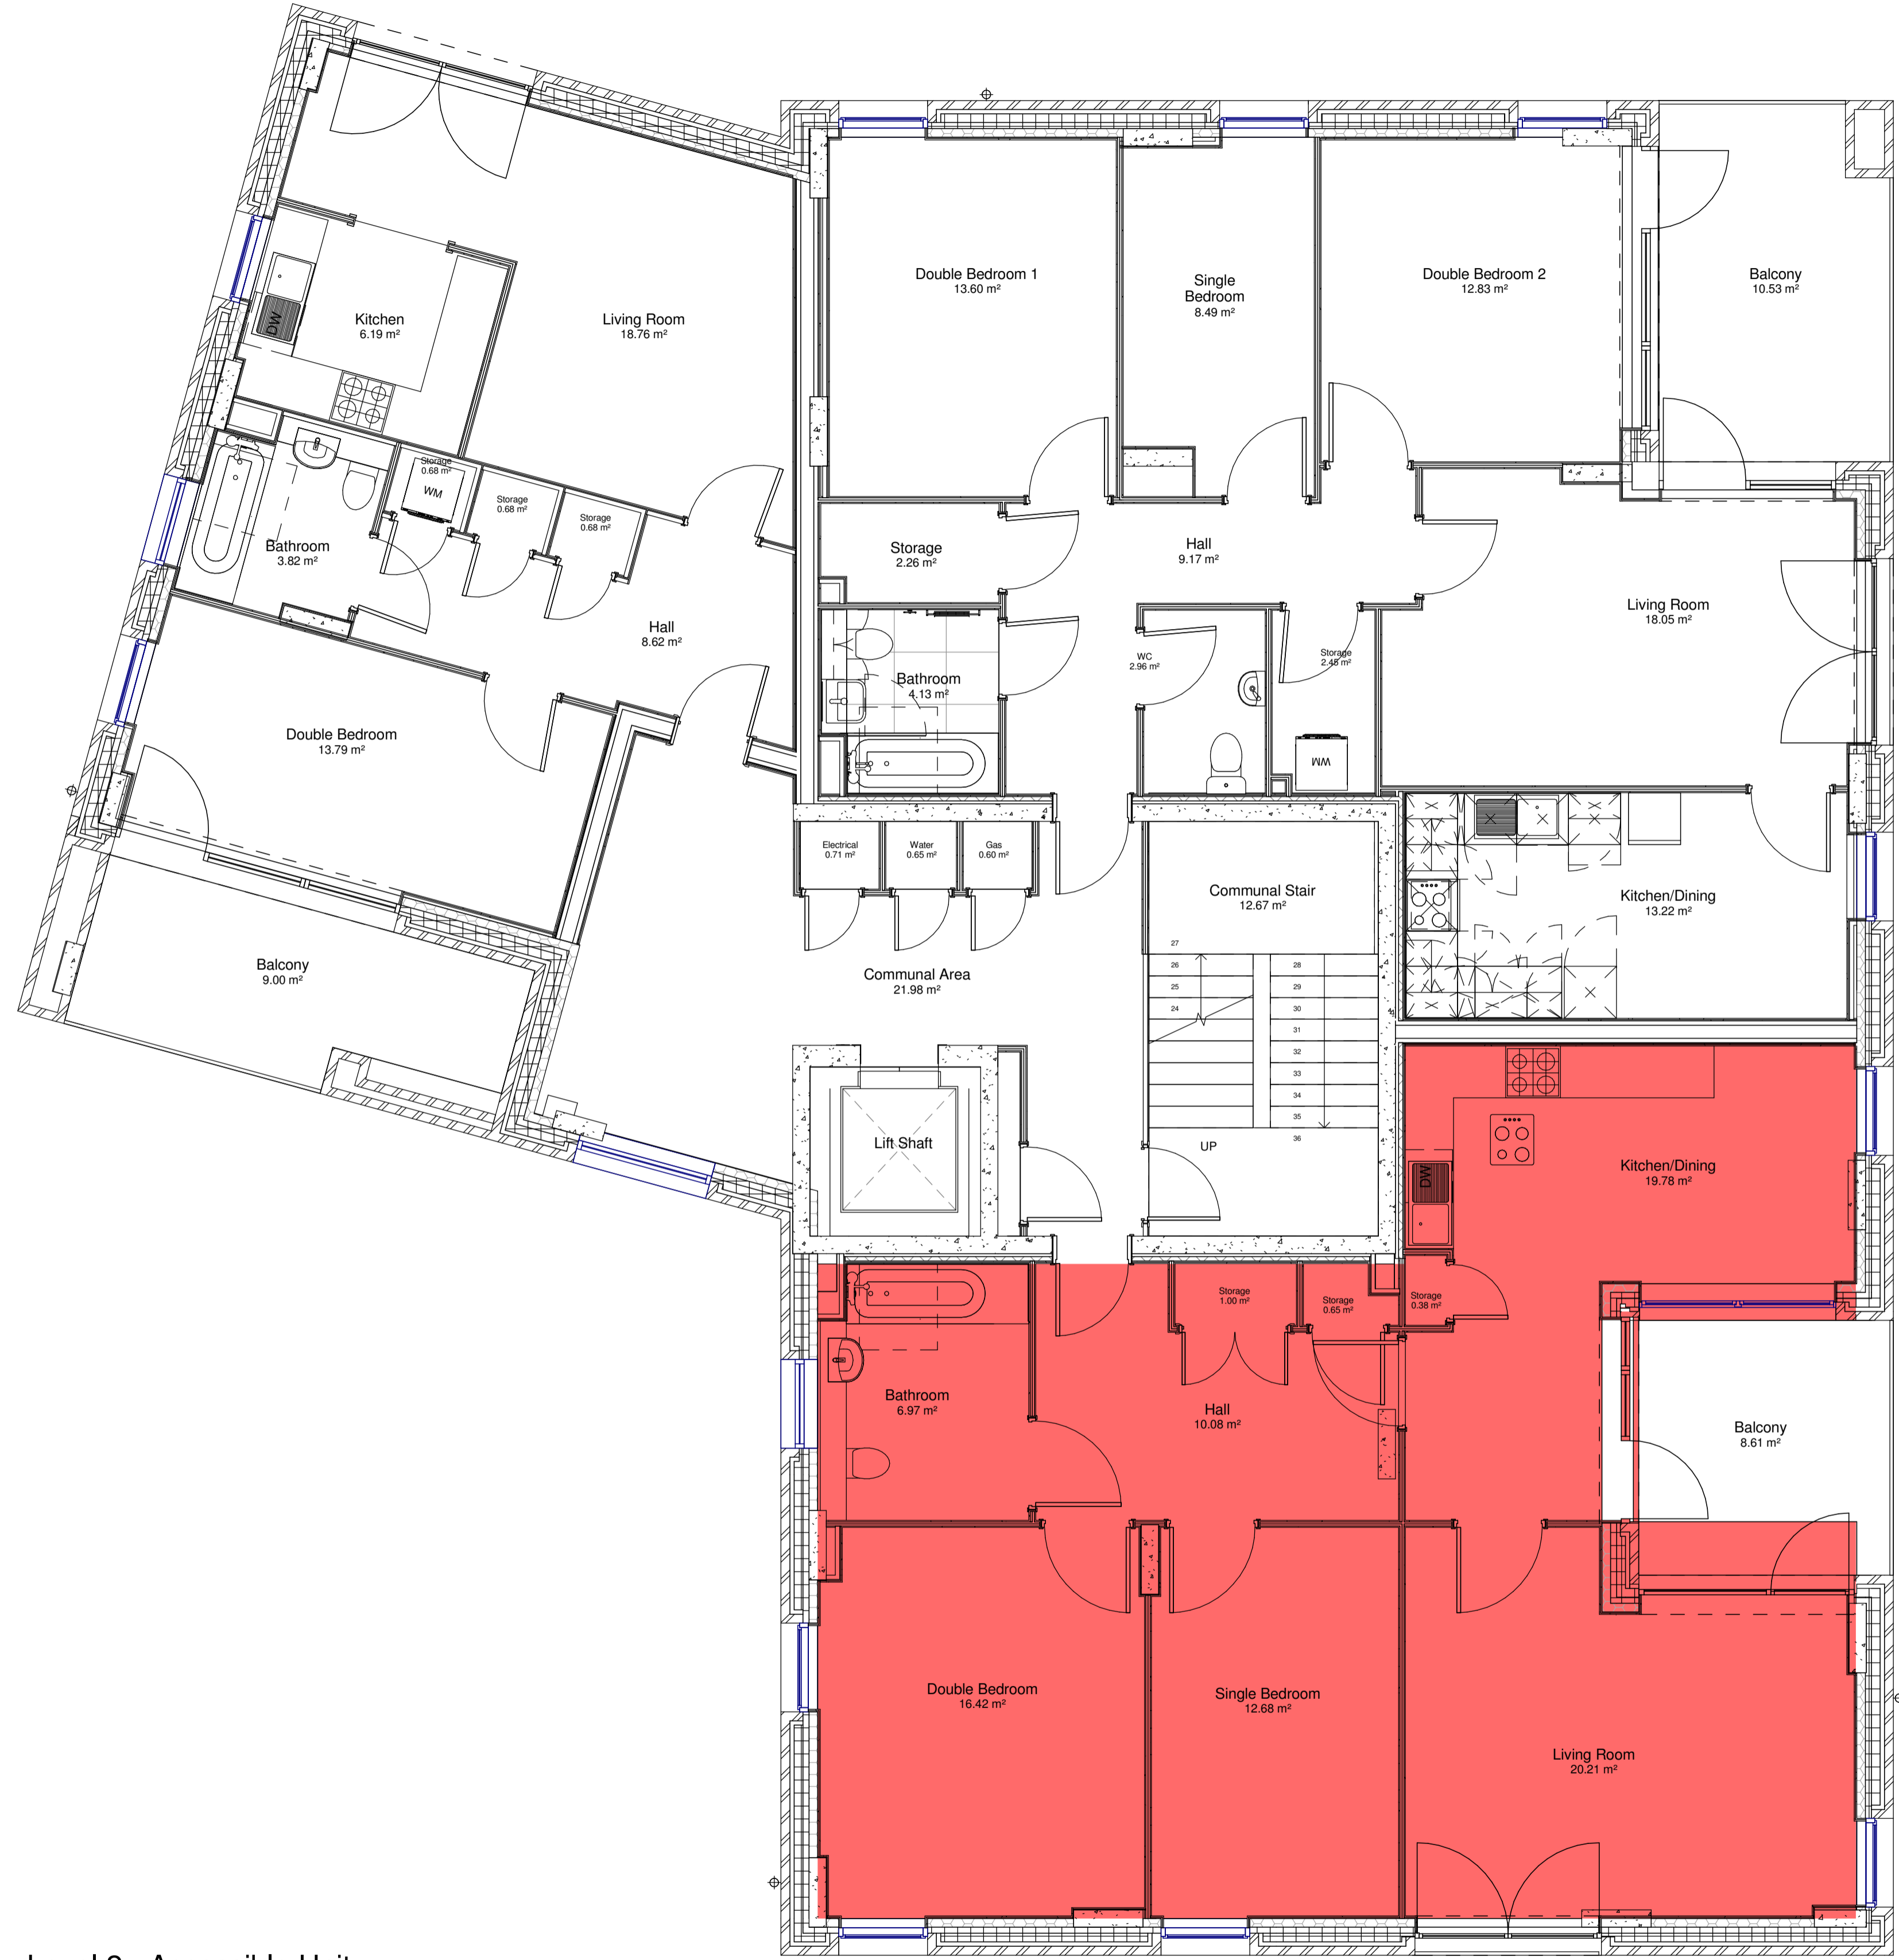 Double Bedroom 1
13.60 m²
Single
Bedroom
8.49 m²
Double Bedroom 2
12.83 m²
Balcony
10.53 m²
Kitchen
6.19 m²
DW
Living Room
18.76 m²
Storage
0.68 m²
WM
Storage
0.68 m²
Storage
0.68 m²
Bathroom
3.82 m²
Storage
2.26 m²
Hall
9.17 m²
Living Room
18.05 m²
Hall
8.62 m²
Bathroom
4.13 m²
WC
2.96 m²
Storage
2.45 m²
WM
Double Bedroom
13.79 m²
Electrical
0.71 m²
Water
0.65 m²
Gas
0.60 m²
Communal Stair
12.67 m²
Kitchen/Dining
13.22 m²
Balcony
9.00 m²
Communal Area
21.98 m²
27
26
25
24
28
29
30
31
32
33
34
35
36
UP
Lift Shaft
Kitchen/Dining
19.78 m²
DW
Storage
1.00 m²
Storage
0.65 m²
Storage
0.38 m²
Bathroom
6.97 m²
Hall
10.08 m²
Balcony
8.61 m²
Double Bedroom
16.42 m²
Single Bedroom
12.68 m²
Living Room
20.21 m²